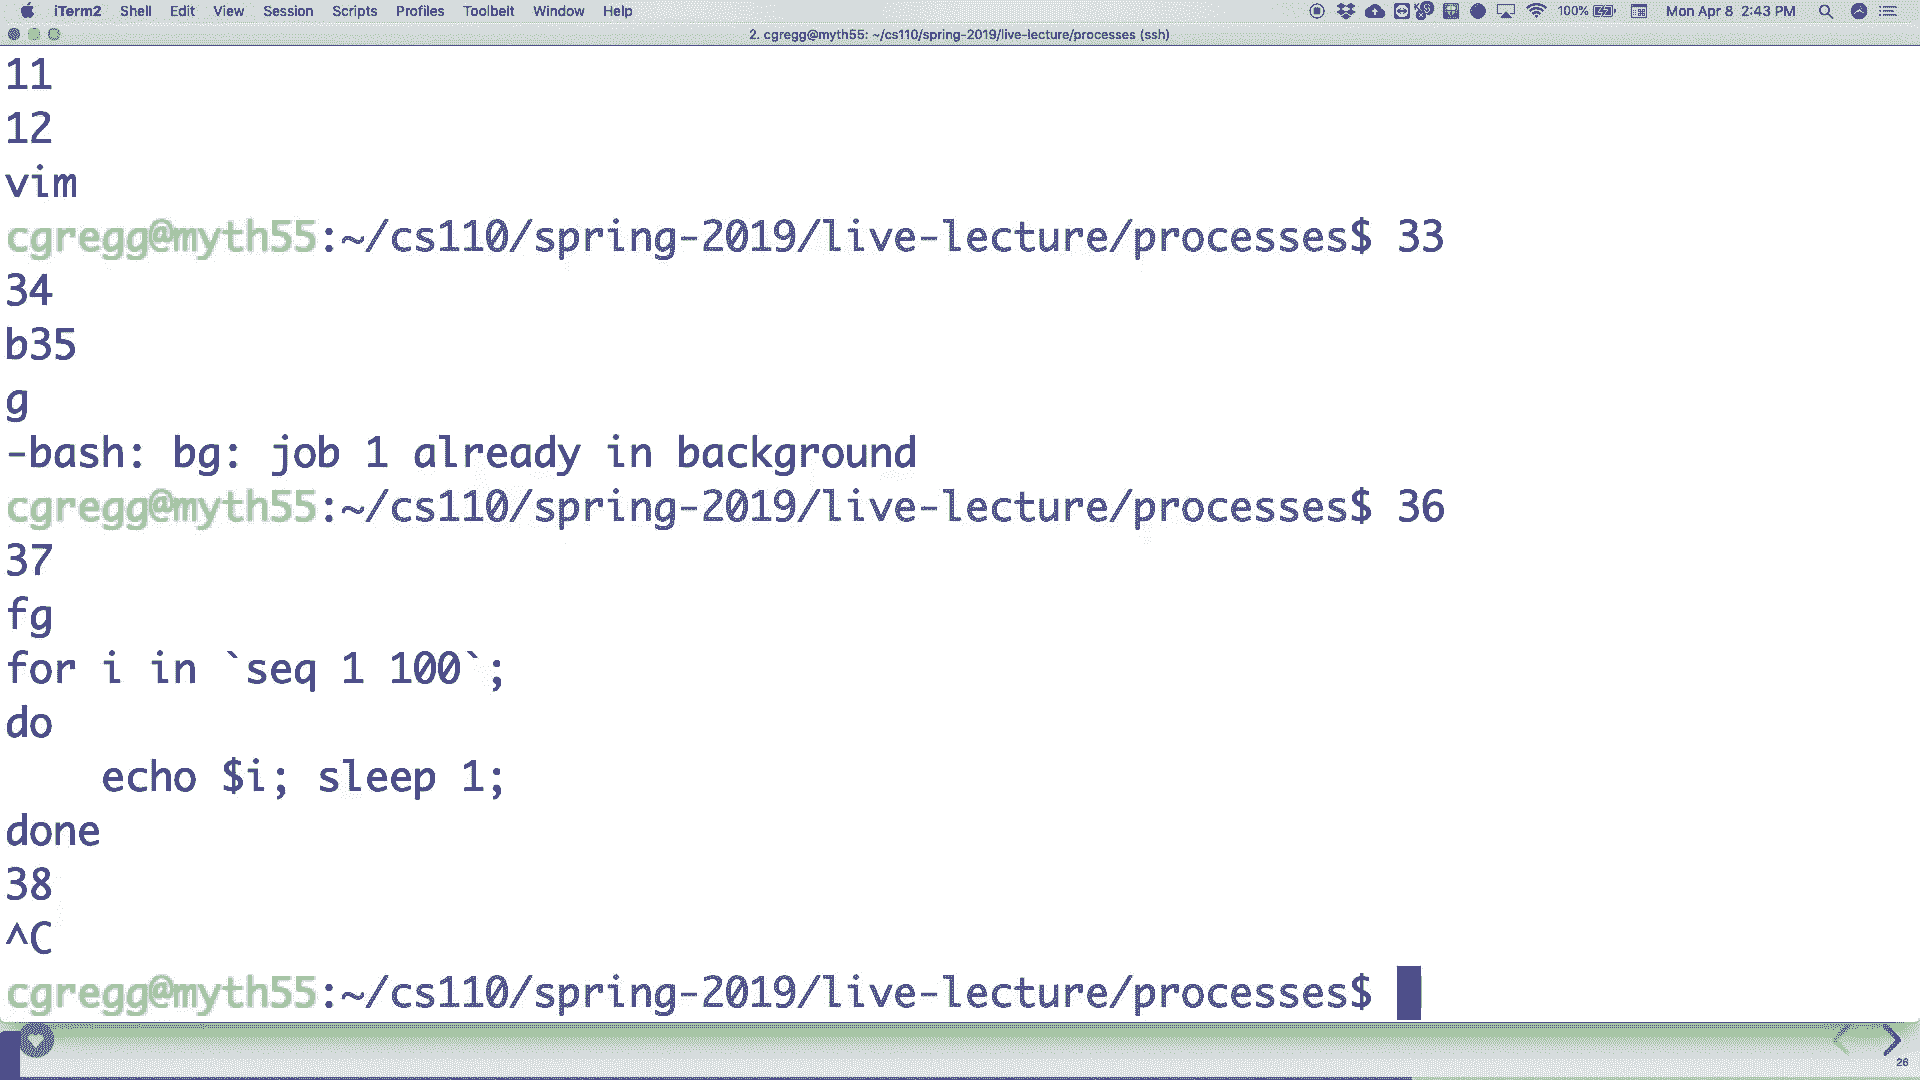 iTerm2 Shell Edit View Session Scripts Profiles Toolbelt Window Help 100% Mon Apr 8 2:43 PM
2. cgregg@myth55: ~/cs110/spring-2019/live-lecture/processes (ssh)
11
12
vim
cgregg@myth55:~/cs110/spring-2019/live-lecture/processes$ 33
34
b35
g
-bash: bg: job 1 already in background
cgregg@myth55:~/cs110/spring-2019/live-lecture/processes$ 36
37
fg
for i in `seq 1 100`;
do
    echo $i; sleep 1;
done
38
^C
cgregg@myth55:~/cs110/spring-2019/live-lecture/processes$
26